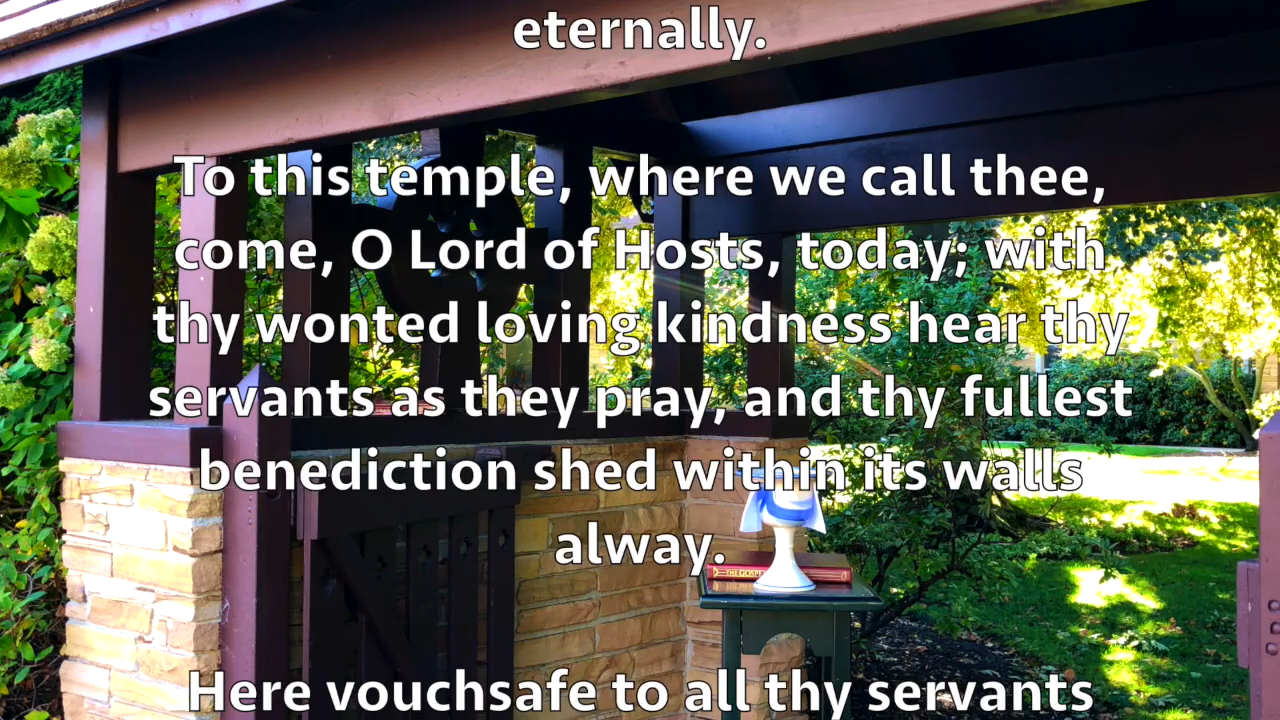 eternally.
To this temple, where we call thee,
come, O Lord of Hosts, today; with
thy wonted loving kindness hear thy
servants as they pray, and thy fullest
benediction shed within its walls
alway.
THE GOSPE
Here vouchsafe to all thy servants